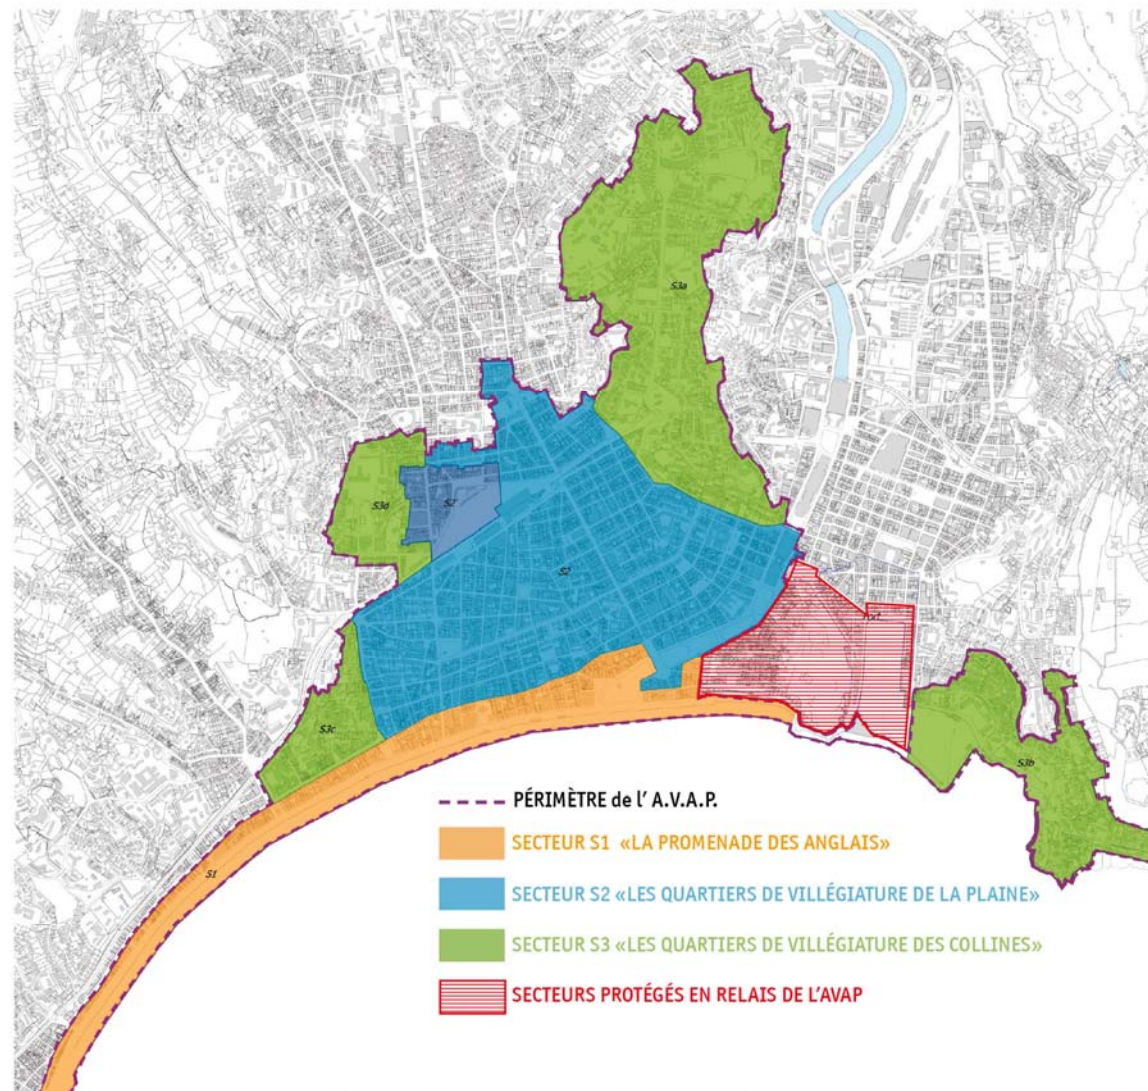 S3a
S3d
S2'
S2
S3c
S3b
S1
PÉRIMÈTRE de l' A.V.A.P.
SECTEUR S1 «LA PROMENADE DES ANGLAIS»
SECTEUR S2 «LES QUARTIERS DE VILLÉGIATURE DE LA PLAINE»
SECTEUR S3 «LES QUARTIERS DE VILLÉGIATURE DES COLLINES»
SECTEURS PROTÉGÉS EN RELAIS DE L'AVAP